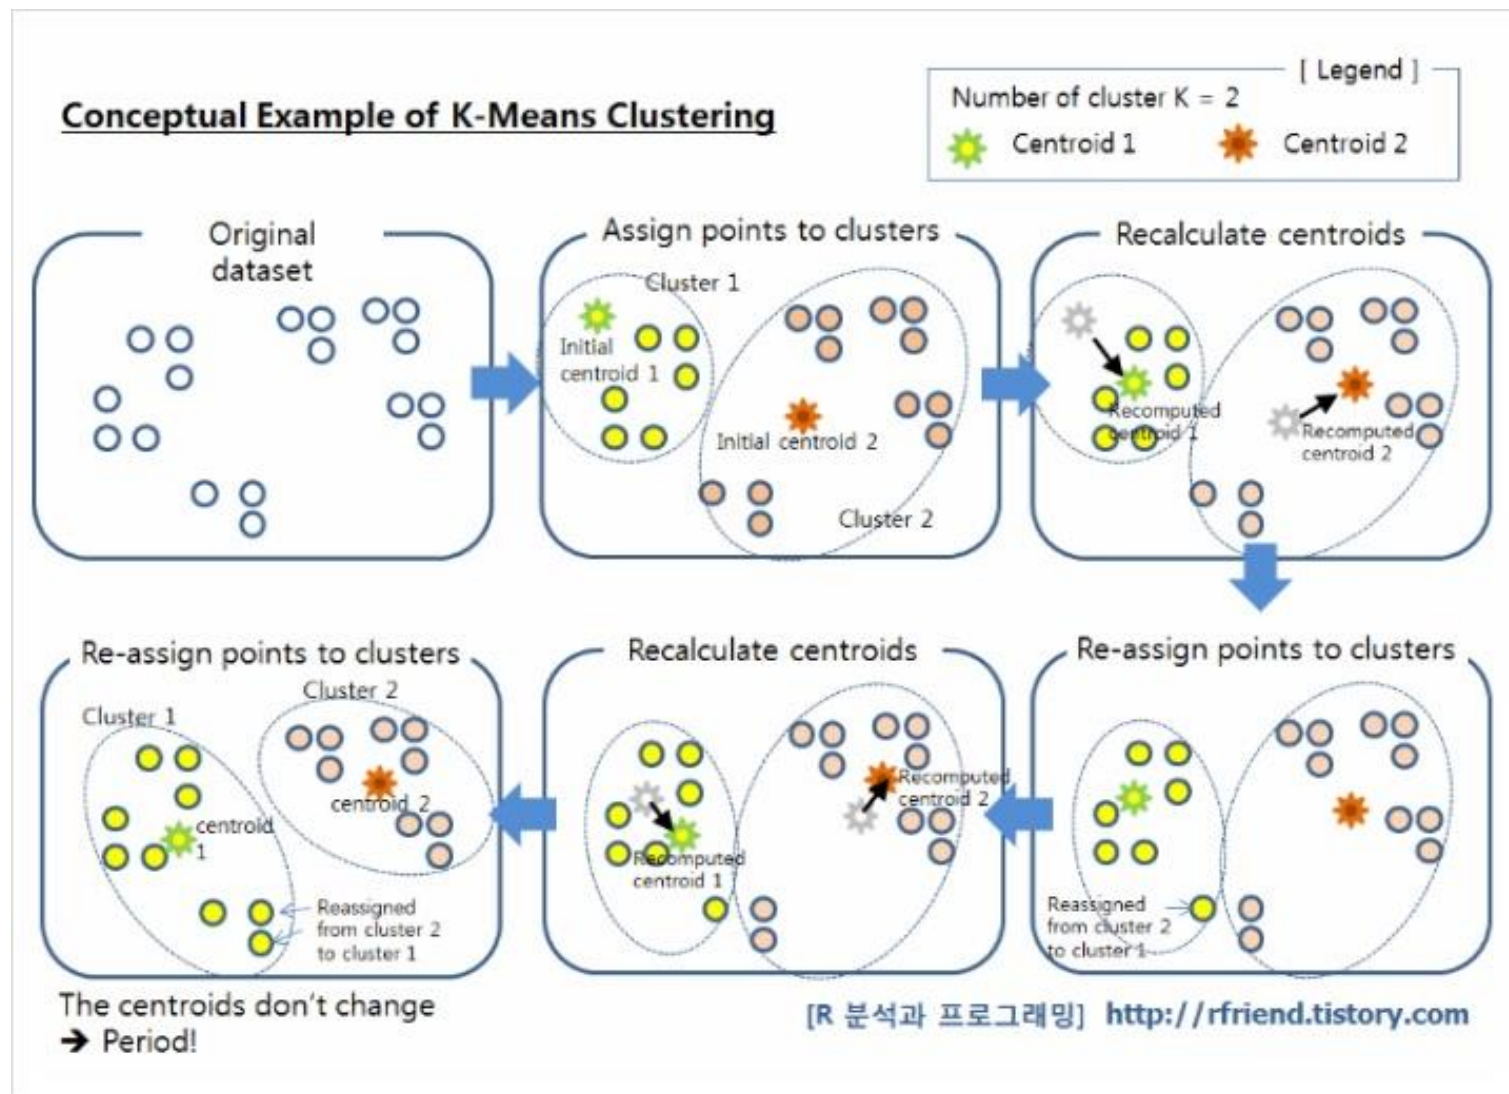 Conceptual Example of K-Means Clustering
[ Legend ]
Number of cluster K = 2
Centroid 1
Centroid 2
Original
dataset
Assign points to clusters
Cluster 1
Initial
centroid 1
Initial centroid 2
Cluster 2
Recalculate centroids
Recomputed
centroid 1
Recomputed
centroid 2
Re-assign points to clusters
Cluster 2
Cluster 1
centroid 2
centroid
1
Reassigned
from cluster 2
to cluster 1
Recalculate centroids
Recomputed
centroid 2
Recomputed
centroid 1
Re-assign points to clusters
Reassigned
from cluster 2
to cluster 1
The centroids don't change
➔ Period!
[R 분석과 프로그래밍] http://rfriend.tistory.com